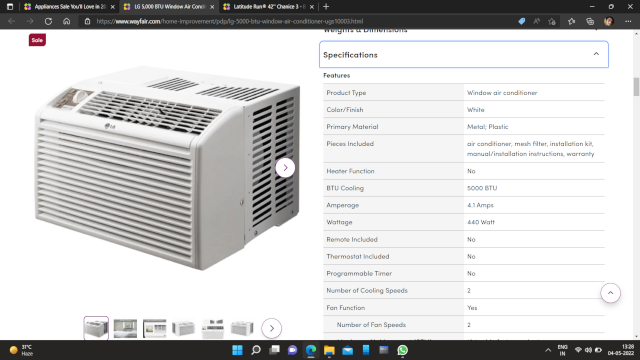 Appliances Sale You'll Love in 20
LG 5,000 BTU Window Air Condi
Latitude Run® 42'' Chanice 3 -
https://www.wayfair.com/home-improvement/pdp/lg-5000-btu-window-air-conditioner-ugs10003.html
Weights & Dimensions
Sale
Specifications
Features
Product Type Window air conditioner
Color/Finish White
Primary Material Metal; Plastic
Pieces Included air conditioner, mesh filter, installation kit,
manual/installation instructions, warranty
Heater Function No
BTU Cooling 5000 BTU
Amperage 4.1 Amps
Wattage 440 Watt
Remote Included No
Thermostat Included No
Programmable Timer No
Number of Cooling Speeds 2
Fan Function Yes
Number of Fan Speeds 2
LG
31°C
Haze
ENG
IN
13:28
04-05-2022